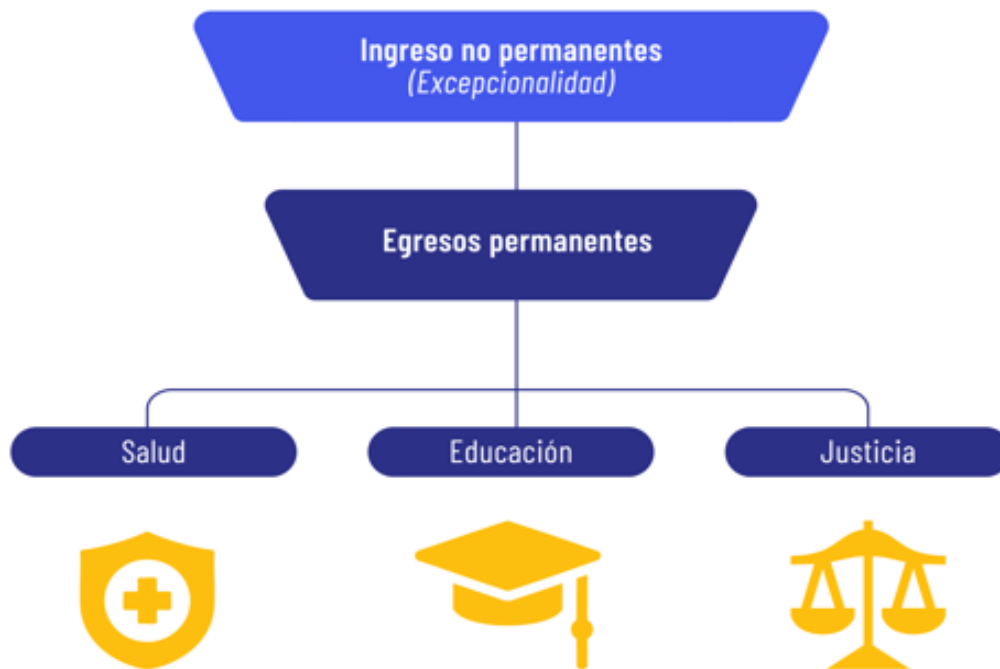 Ingreso no permanentes
(Excepcionalidad)
Egresos permanentes
Salud
Educación
Justicia